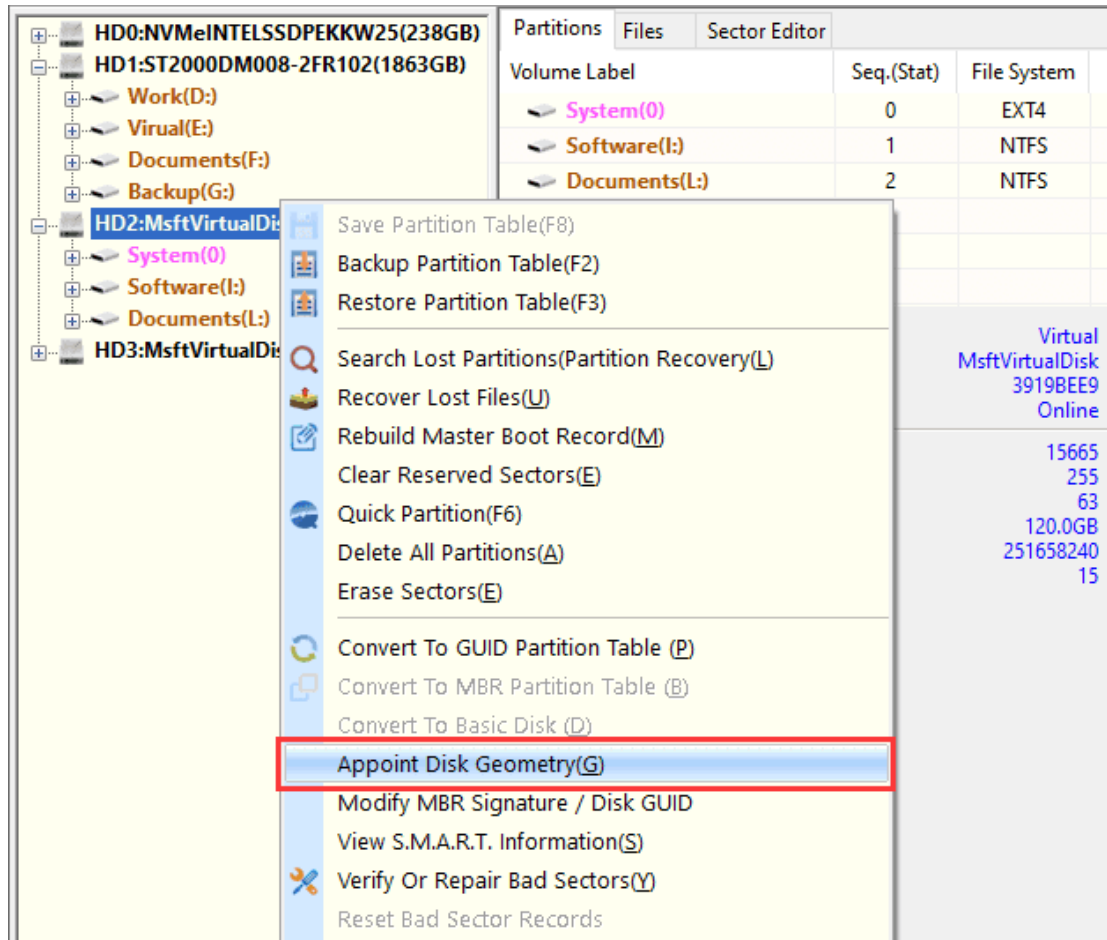 HD0:NVMeINTELSSDPEKKW25(238GB)
HD1:ST2000DM008-2FR102(1863GB)
Work(D:)
Virual(E:)
Documents(F:)
Backup(G:)
HD2:MsftVirtualDis
System(0)
Software(I:)
Documents(L:)
HD3:MsftVirtualDis
Partitions Files Sector Editor
Volume Label Seq.(Stat) File System
System(0) 0 EXT4
Software(I:) 1 NTFS
Documents(L:) 2 NTFS
Save Partition Table(F8)
Backup Partition Table(F2)
Restore Partition Table(F3)
Search Lost Partitions(Partition Recovery(L)
Recover Lost Files(U)
Rebuild Master Boot Record(M)
Clear Reserved Sectors(E)
Quick Partition(F6)
Delete All Partitions(A)
Erase Sectors(E)
Convert To GUID Partition Table (P)
Convert To MBR Partition Table (B)
Convert To Basic Disk (D)
Appoint Disk Geometry(G)
Modify MBR Signature / Disk GUID
View S.M.A.R.T. Information(S)
Verify Or Repair Bad Sectors(Y)
Reset Bad Sector Records
Virtual
MsftVirtualDisk
3919BEE9
Online
15665
255
63
120.0GB
251658240
15